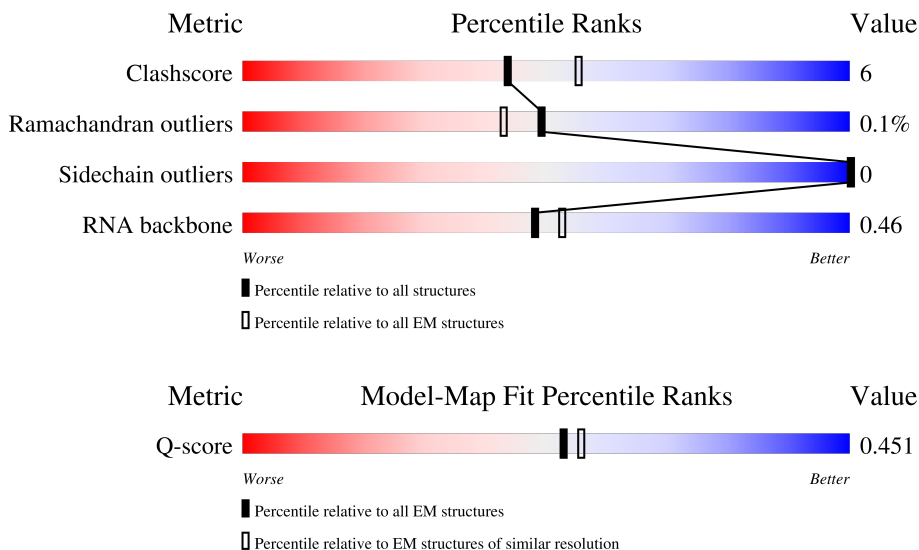 Metric Percentile Ranks Value
Clashscore 6
Ramachandran outliers 0.1%
Sidechain outliers 0
RNA backbone 0.46
Worse Better
Percentile relative to all structures
Percentile relative to all EM structures
Metric Model-Map Fit Percentile Ranks Value
Q-score 0.451
Worse Better
Percentile relative to all EM structures
Percentile relative to EM structures of similar resolution